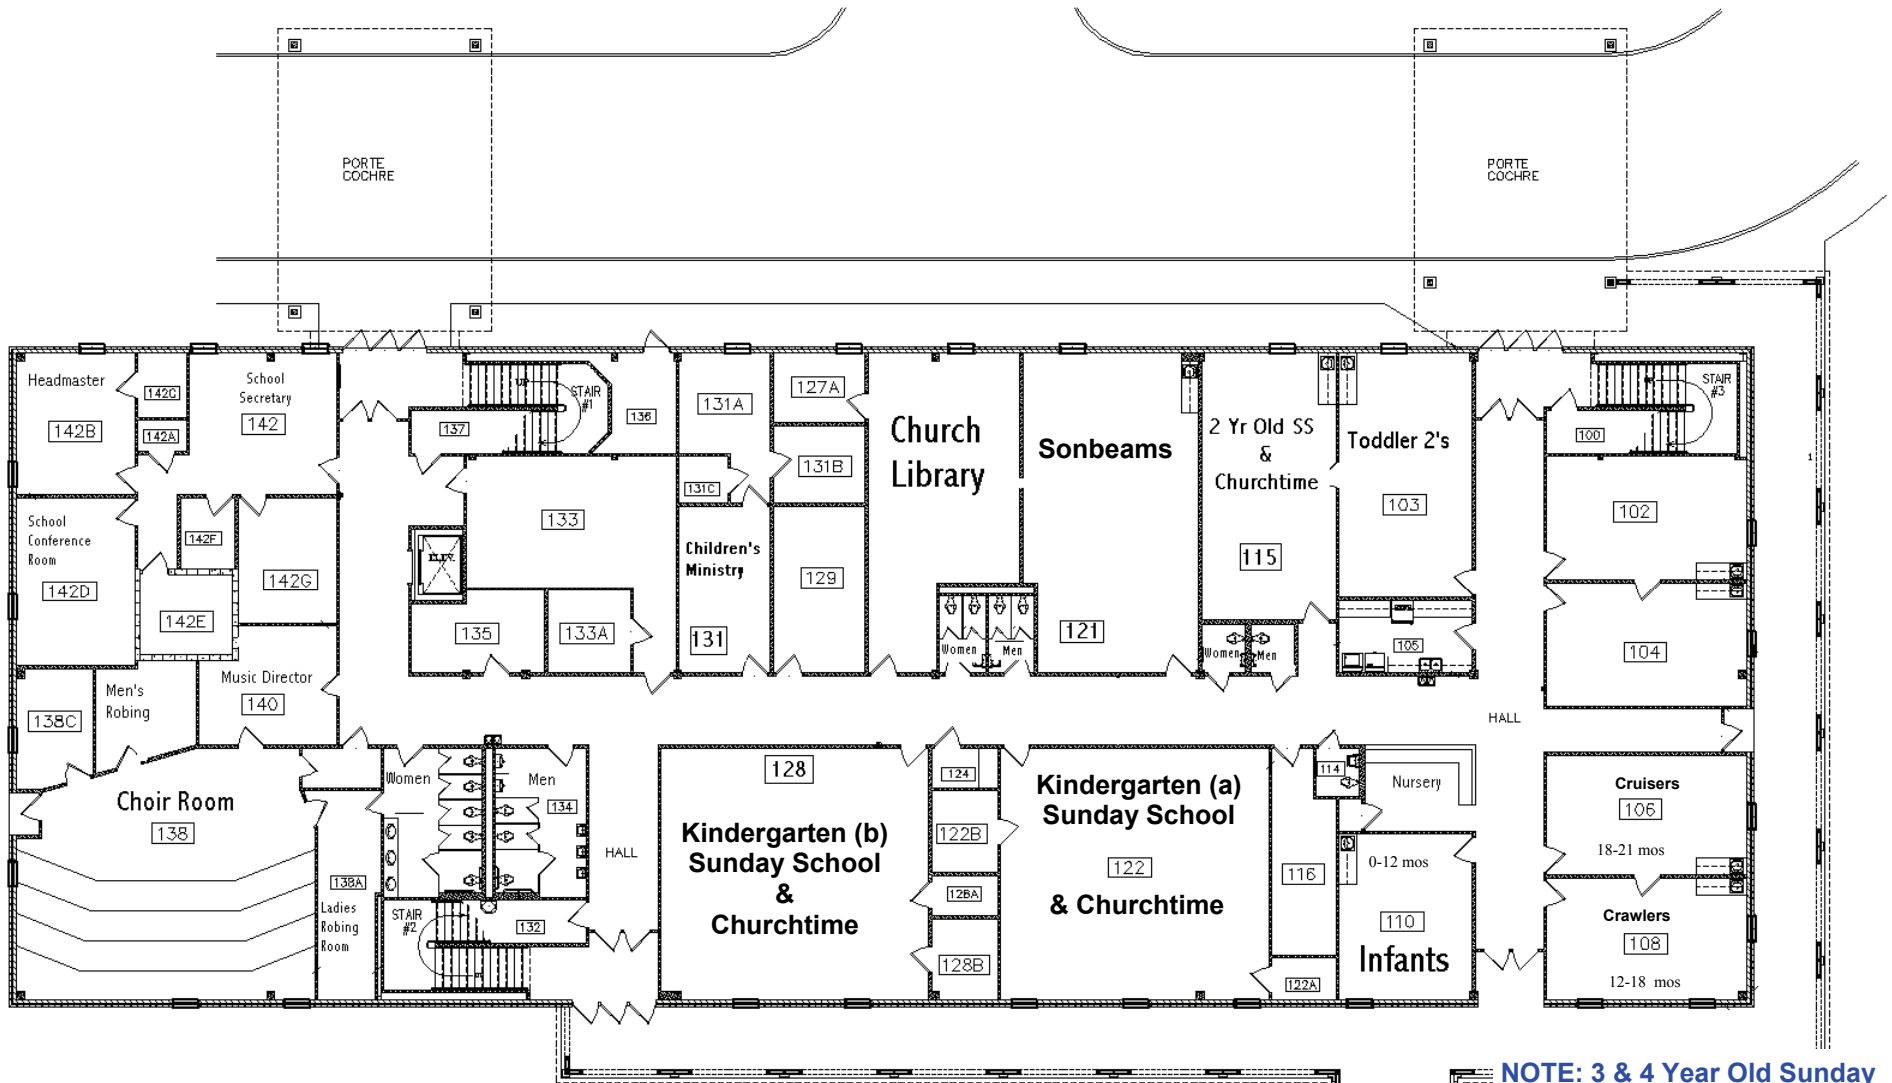 PORTE
COCHRE
PORTE
COCHRE
Headmaster
142B
142C
142A
School
Secretary
142
137
UP
STAIR
#1
136
131A
127A
131B
131C
Church
Library
Sonbeams
2 Yr Old SS
&
Churchtime
115
Toddler 2's
103
STAIR
#3
100
102
School
Conference
Room
142D
142F
142G
142E
ELEV.
133
135
133A
Children's
Ministry
131
129
Women
Men
121
Women
Men
105
104
138C
Men's
Robing
Music Director
140
HALL
Choir Room
138
Women
Men
134
HALL
138A
Ladies
Robing
Room
STAIR
#2
132
128
Kindergarten (b)
Sunday School
&
Churchtime
124
122B
128A
128B
Kindergarten (a)
Sunday School
122
& Churchtime
116
122A
114
Nursery
0-12 mos
110
Infants
Cruisers
106
18-21 mos
Crawlers
108
12-18 mos
NOTE: 3 & 4 Year Old Sunday